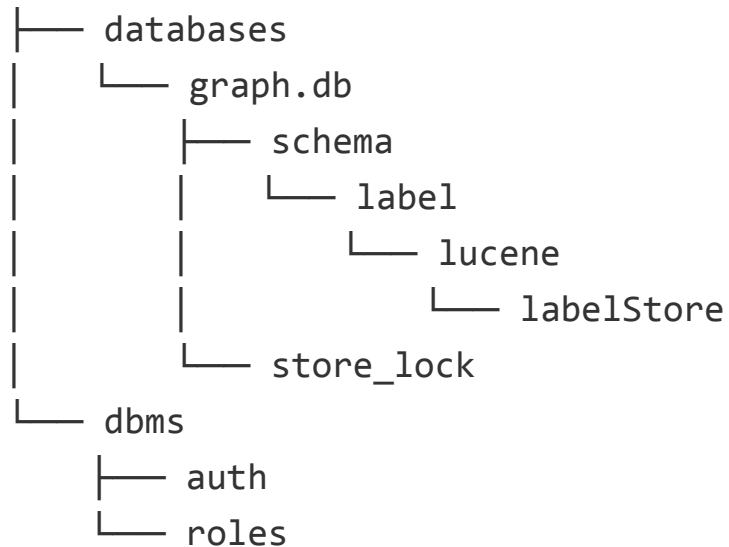 ├── databases
│   └── graph.db
│       ├── schema
│       │   └── label
│       │       └── lucene
│       │           └── labelStore
│       └── store_lock
└── dbms
    ├── auth
    └── roles